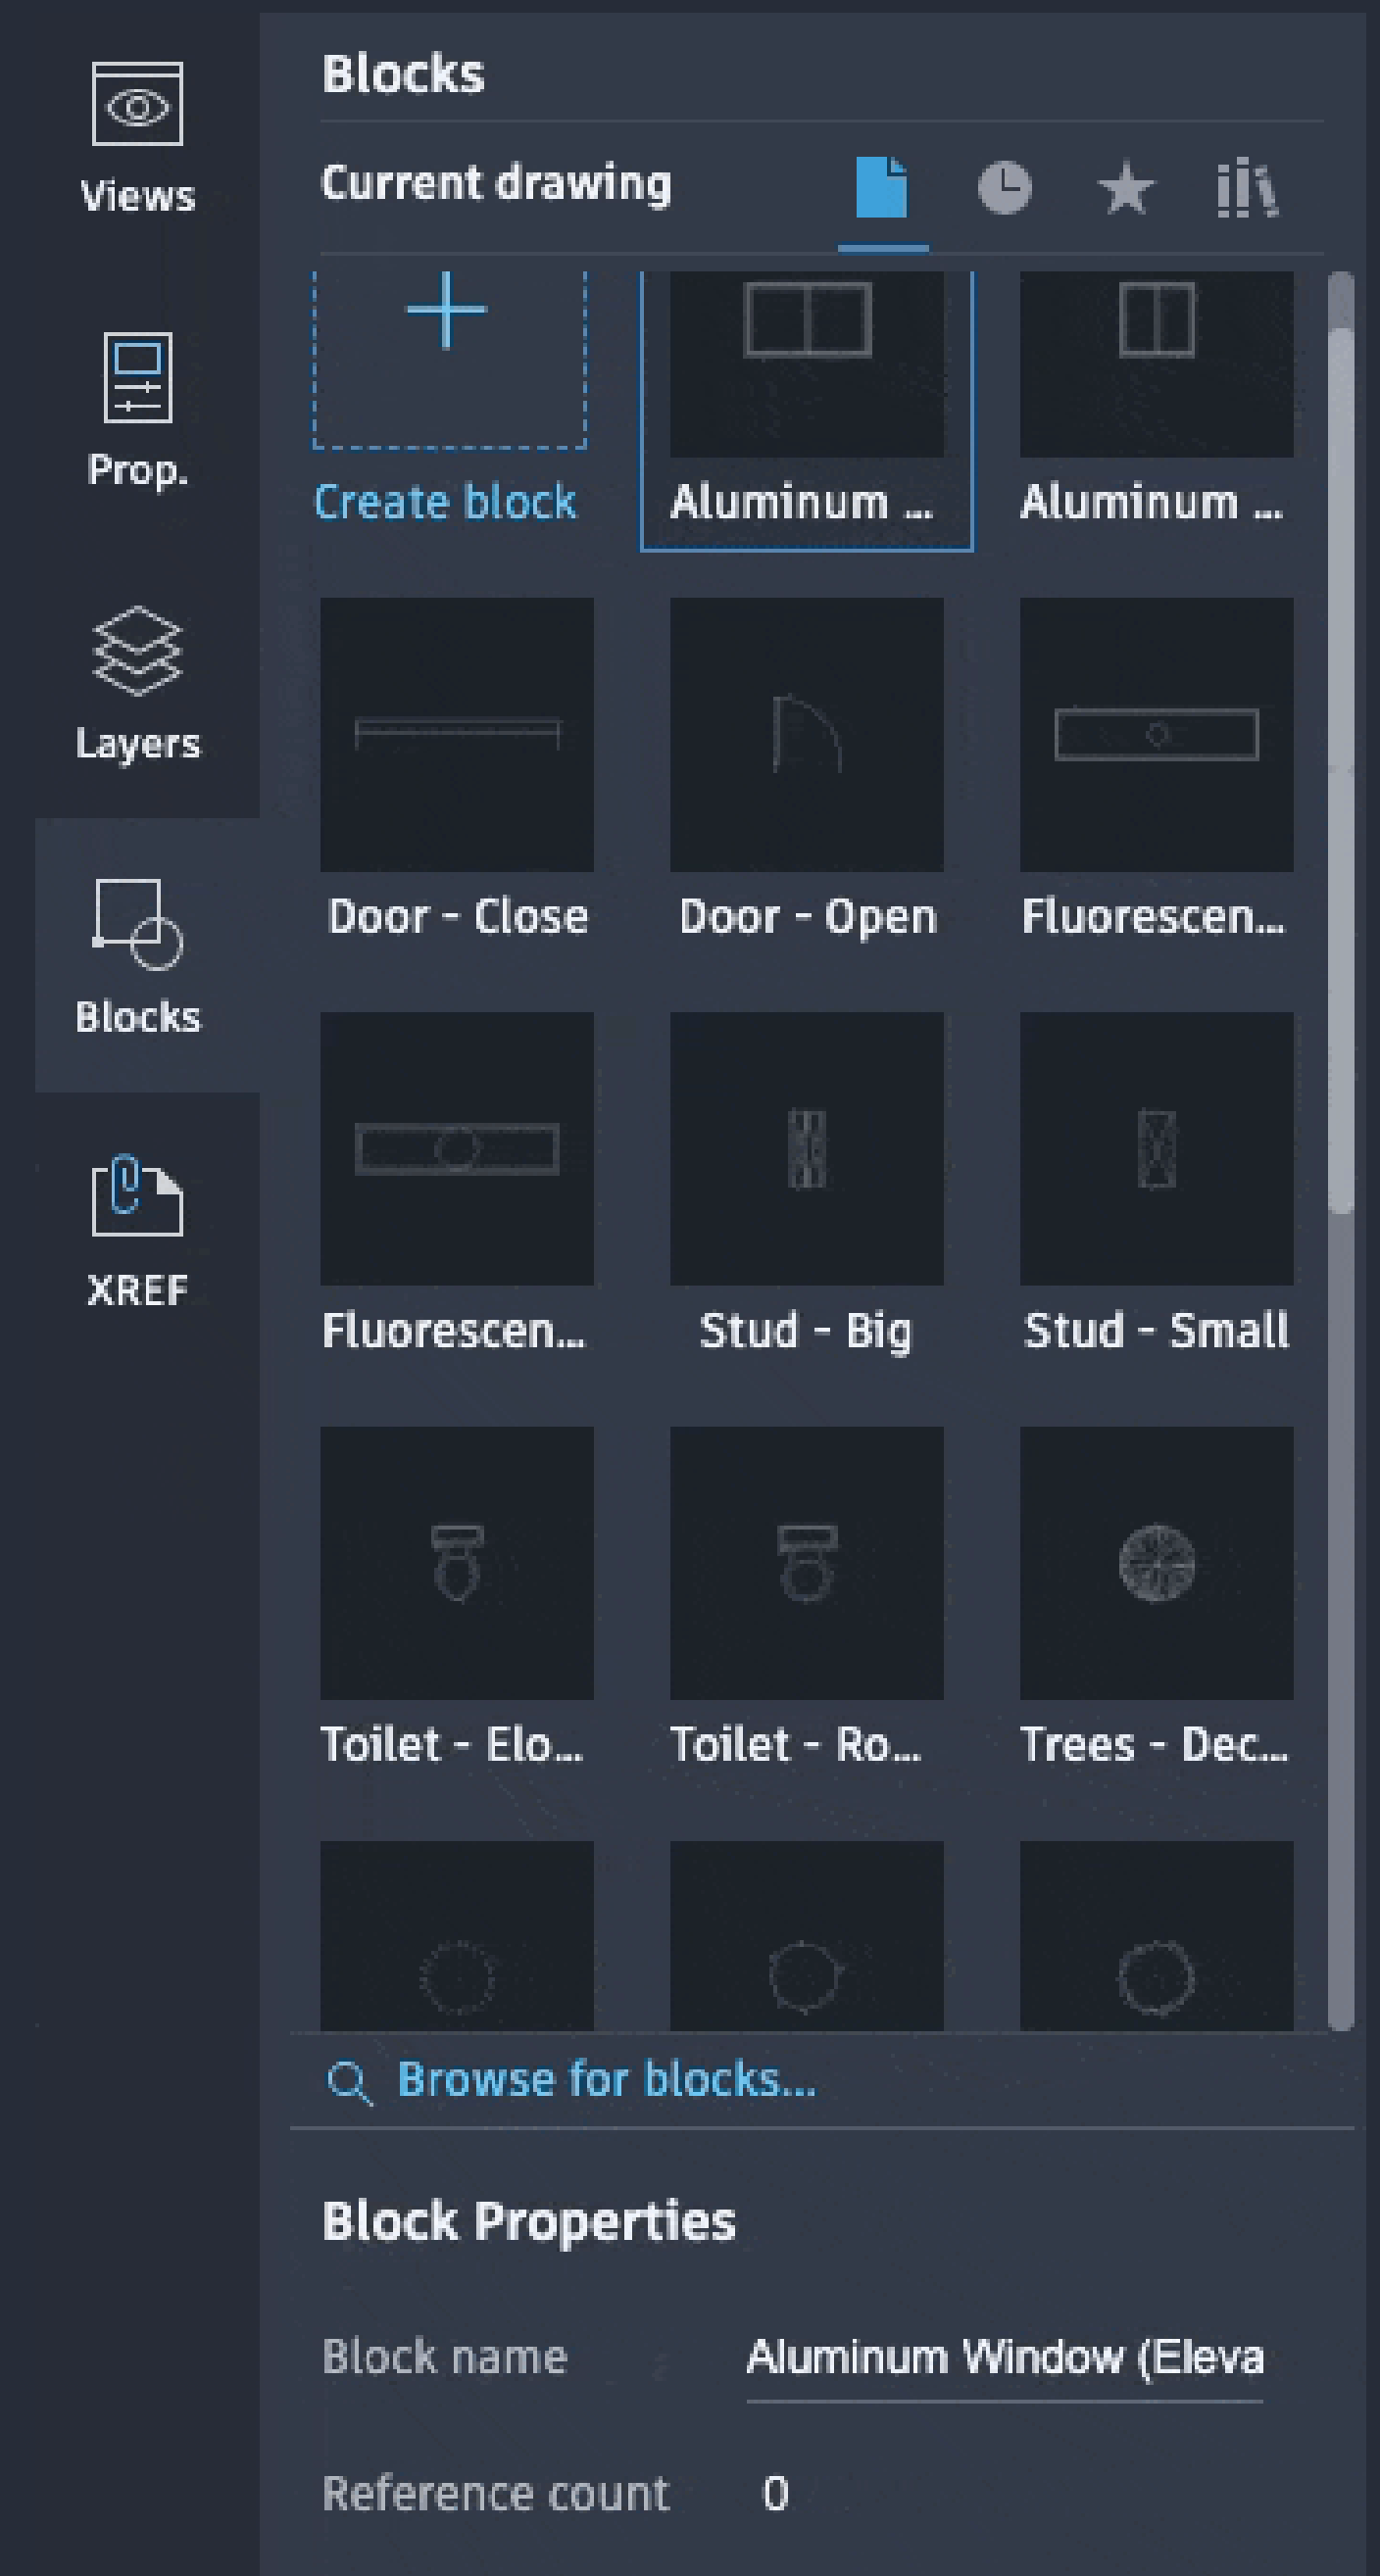 Blocks
Views
Current drawing
Prop.
Create block
Aluminum ...
Aluminum ...
Layers
Door - Close
Door - Open
Fluorescen...
Blocks
XREF
Fluorescen...
Stud - Big
Stud - Small
Toilet - Elo...
Toilet - Ro...
Trees - Dec...
Browse for blocks...
Block Properties
Block name
Aluminum Window (Eleva
Reference count
0